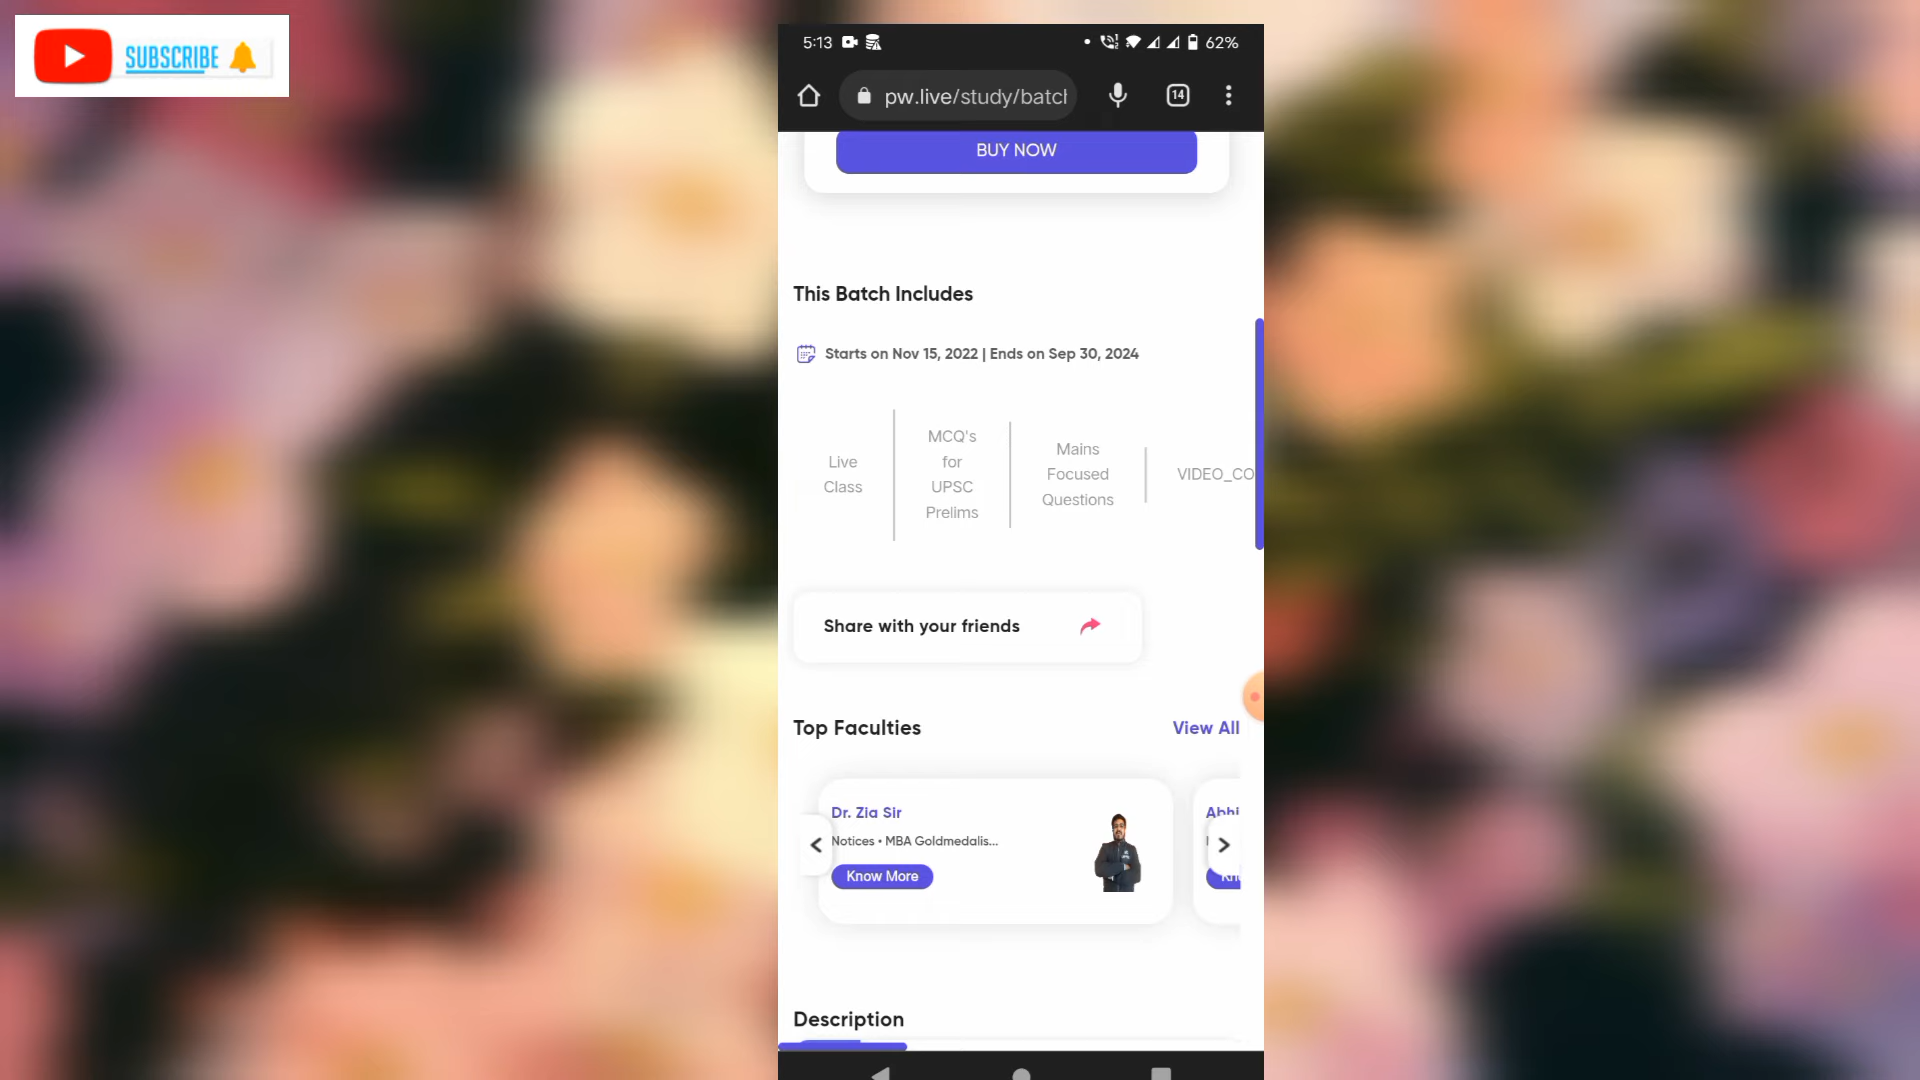 SUBSCRIBE
5:13
62%
pw.live/study/batch
14
BUY NOW
This Batch Includes
Starts on Nov 15, 2022 | Ends on Sep 30, 2024
Live
Class
MCQ's
for
UPSC
Prelims
Mains
Focused
Questions
VIDEO_CO
Share with your friends
Top Faculties
View All
Dr. Zia Sir
Notices • MBA Goldmedalis...
Know More
Abhi
Description